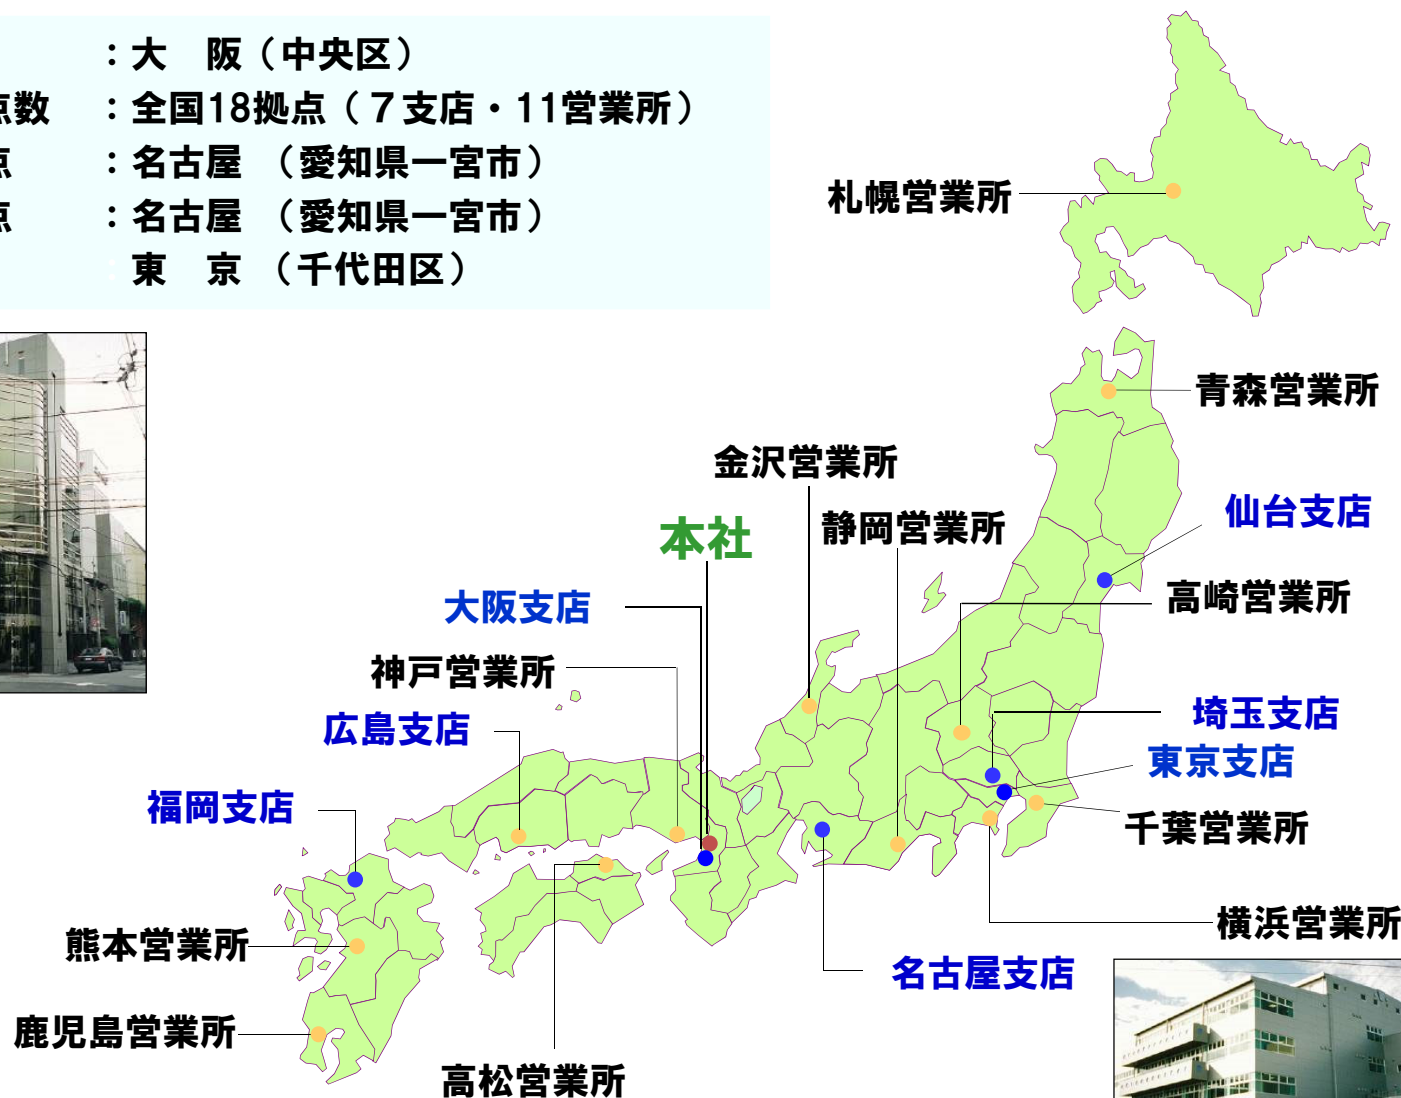 ：大　阪（中央区）
点数　：全国18拠点（７支店・11営業所）
点　：名古屋　（愛知県一宮市）
点　：名古屋　（愛知県一宮市）
東　京　（千代田区）
札幌営業所
青森営業所
金沢営業所
仙台支店
静岡営業所
本社
高崎営業所
大阪支店
神戸営業所
埼玉支店
広島支店
東京支店
福岡支店
千葉営業所
横浜営業所
熊本営業所
名古屋支店
鹿児島営業所
高松営業所